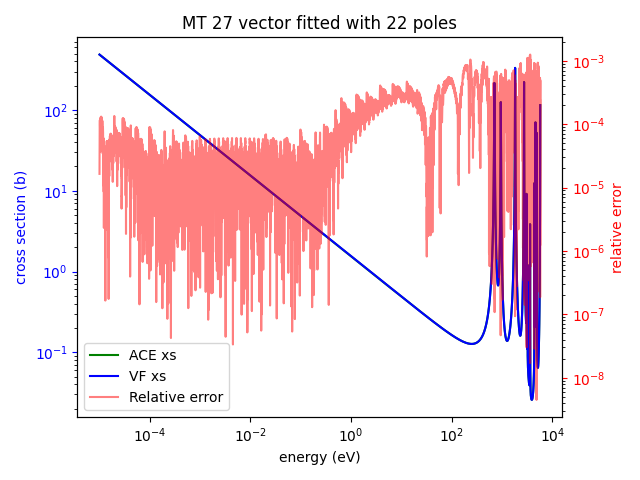 MT 27 vector fitted with 22 poles
cross section (b)
10^2
10^1
10^0
10^−1
10^−3
10^−4
10^−5
10^−6
10^−7
10^−8
relative error
ACE xs
VF xs
Relative error
10^−4
10^−2
10^0
10^2
10^4
energy (eV)